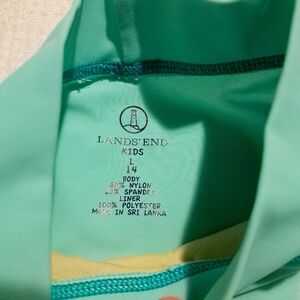 LANDS' END
KIDS
L
14
BODY
80% NYLON
20% SPANDEX
LINER
100% POLYESTER
MADE IN SRI LANKA